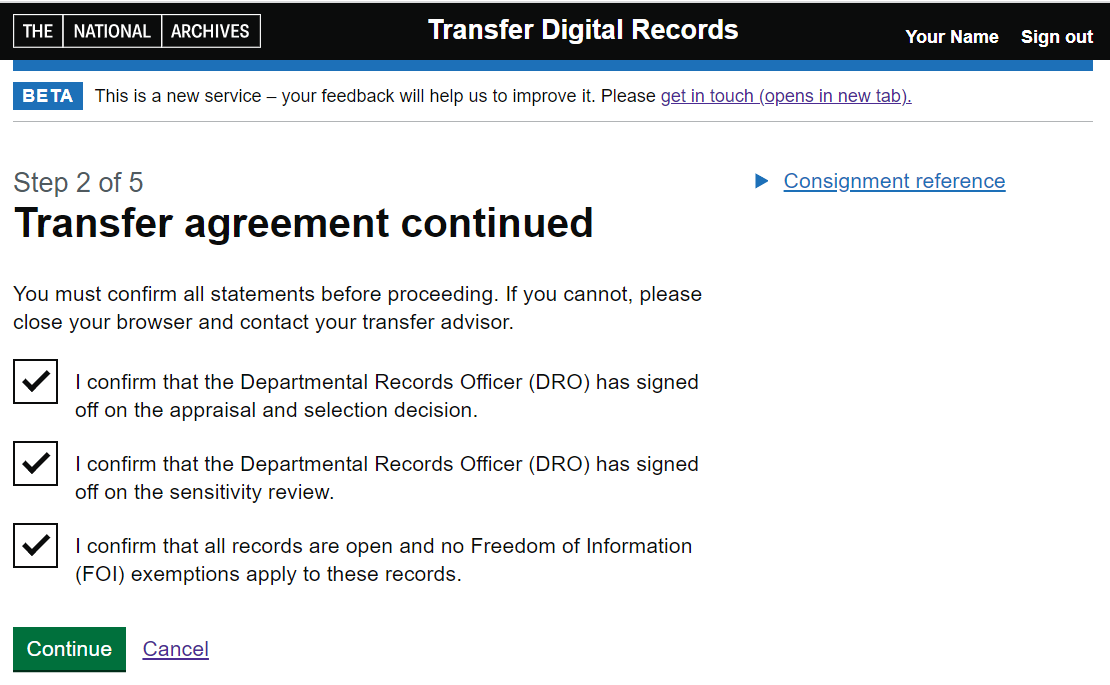 THE NATIONAL ARCHIVES
Transfer Digital Records
Your Name Sign out
BETA This is a new service – your feedback will help us to improve it. Please get in touch (opens in new tab).
Step 2 of 5
Consignment reference
Transfer agreement continued
You must confirm all statements before proceeding. If you cannot, please
close your browser and contact your transfer advisor.
I confirm that the Departmental Records Officer (DRO) has signed
off on the appraisal and selection decision.
I confirm that the Departmental Records Officer (DRO) has signed
off on the sensitivity review.
I confirm that all records are open and no Freedom of Information
(FOI) exemptions apply to these records.
Continue Cancel